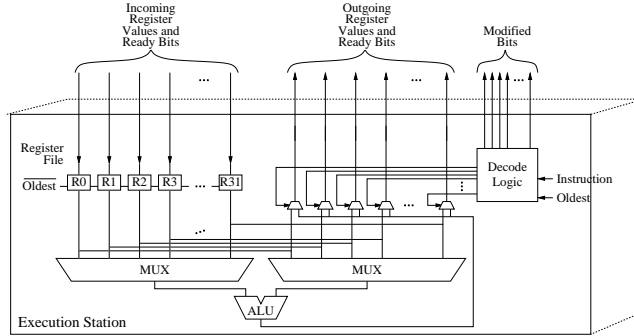 Incoming
Register
Values and
Ready Bits
Outgoing
Register
Values and
Ready Bits
Modified
Bits
...
...
...
Register
File
Oldest
R0 R1 R2 R3 ... R31
Decode
Logic
Instruction
Oldest
...
...
...
MUX
MUX
ALU
Execution Station